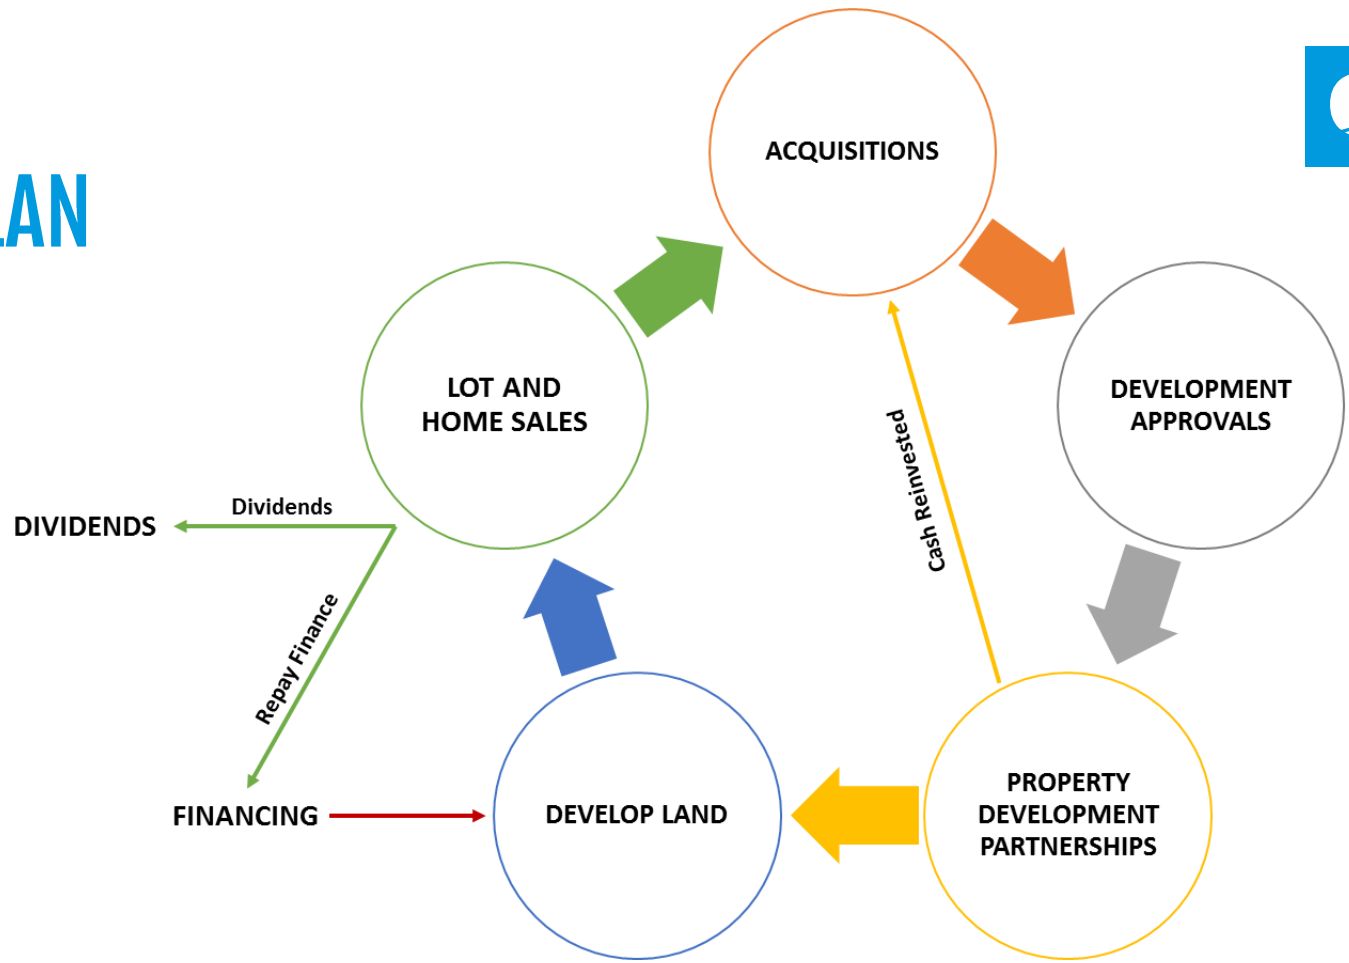 LAN
ACQUISITIONS
DEVELOPMENT
APPROVALS
LOT AND
HOME SALES
Cash Reinvested
Dividends
DIVIDENDS
Repay Finance
PROPERTY
DEVELOPMENT
PARTNERSHIPS
DEVELOP LAND
FINANCING